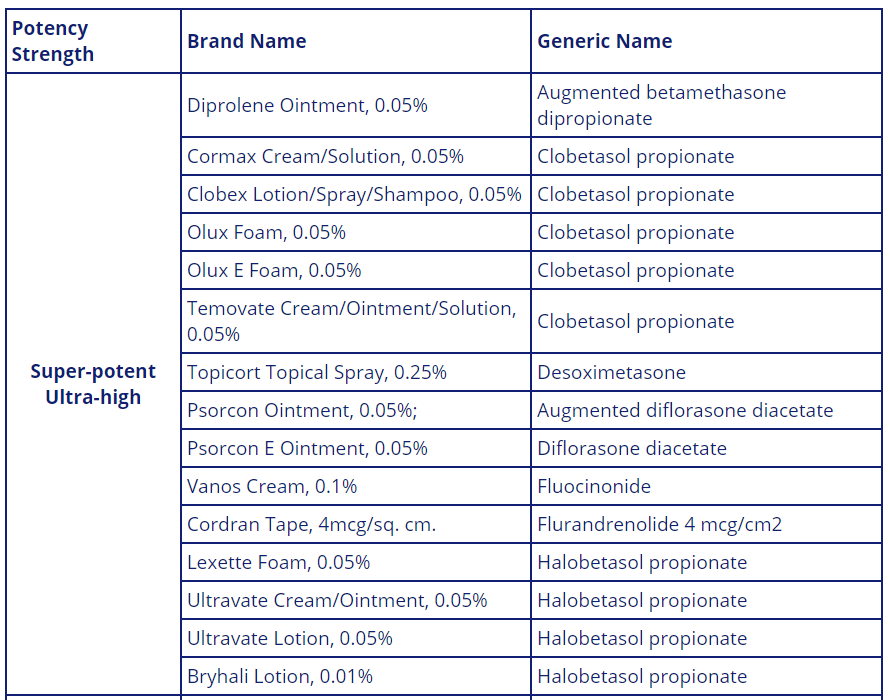 Potency
Strength
Brand Name
Generic Name
Super-potent
Ultra-high
Diprolene Ointment, 0.05%
Augmented betamethasone
dipropionate
Cormax Cream/Solution, 0.05%
Clobetasol propionate
Clobex Lotion/Spray/Shampoo, 0.05%
Clobetasol propionate
Olux Foam, 0.05%
Clobetasol propionate
Olux E Foam, 0.05%
Clobetasol propionate
Temovate Cream/Ointment/Solution,
0.05%
Clobetasol propionate
Topicort Topical Spray, 0.25%
Desoximetasone
Psorcon Ointment, 0.05%;
Augmented diflorasone diacetate
Psorcon E Ointment, 0.05%
Diflorasone diacetate
Vanos Cream, 0.1%
Fluocinonide
Cordran Tape, 4mcg/sq. cm.
Flurandrenolide 4 mcg/cm2
Lexette Foam, 0.05%
Halobetasol propionate
Ultravate Cream/Ointment, 0.05%
Halobetasol propionate
Ultravate Lotion, 0.05%
Halobetasol propionate
Bryhali Lotion, 0.01%
Halobetasol propionate